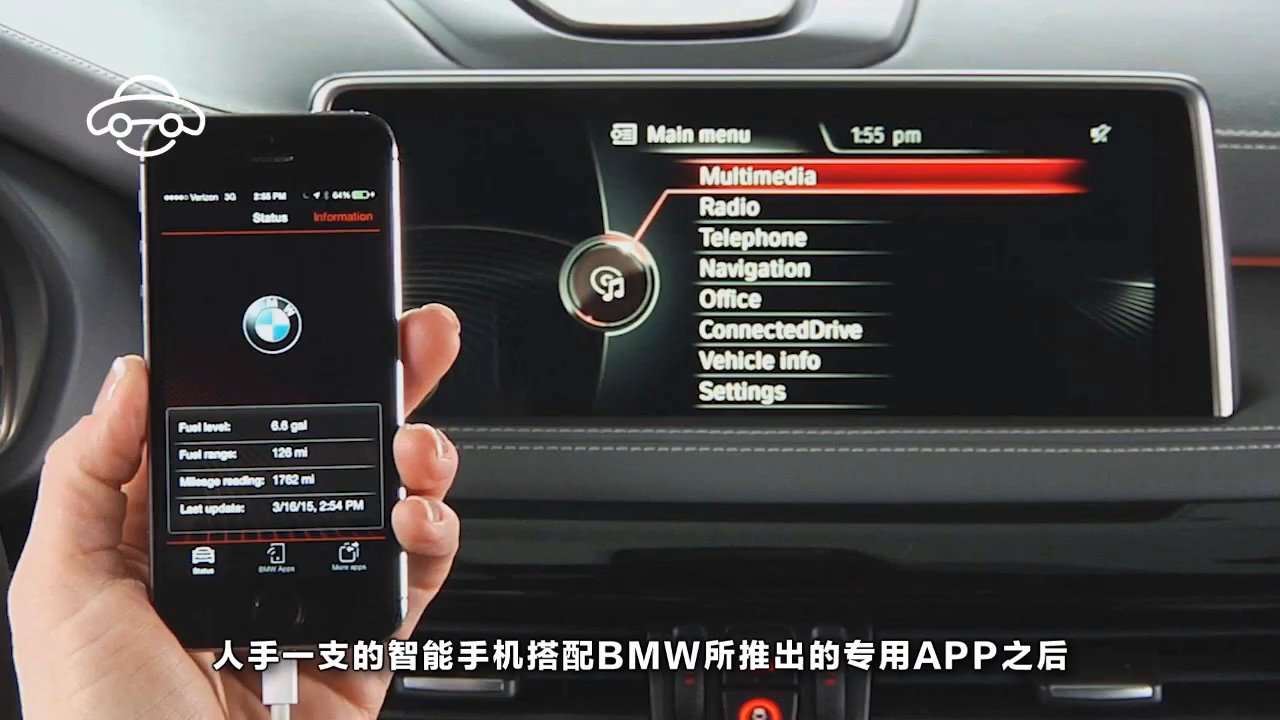 Main menu
1:55 pm
Multimedia
Radio
Telephone
Navigation
Office
ConnectedDrive
Vehicle info
Settings
Verizon 3G 2:55 PM 64%
Status Information
BMW
Fuel level: 6.6 gal
Fuel range: 126 mi
Mileage reading: 1762 mi
Last update: 3/16/15, 2:54 PM
Status BMW Apps More apps
人手一支的智能手机搭配BMW所推出的专用APP之后